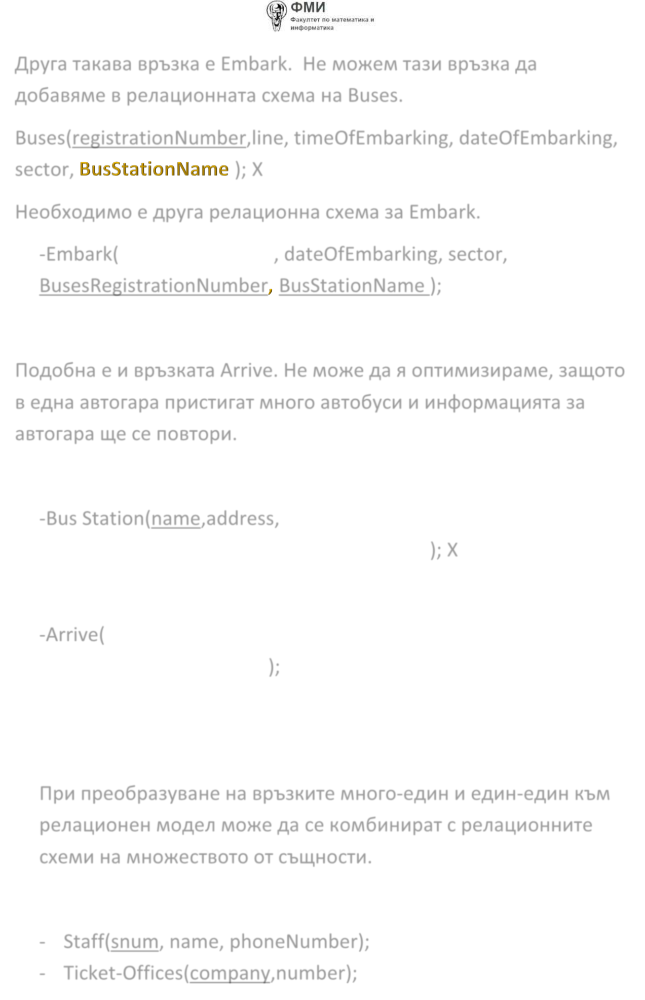 ФМИ
Факултет по математика и
информатика
Друга такава връзка е Embark.  Не можем тази връзка да
добавяме в релационната схема на Buses.
Buses(registrationNumber,line, timeOfEmbarking, dateOfEmbarking,
sector, BusStationName ); X
Необходимо е друга релационна схема за Embark.
-Embark( , dateOfEmbarking, sector,
BusesRegistrationNumber, BusStationName );
Подобна е и връзката Arrive. Не може да я оптимизираме, защото
в една автогара пристигат много автобуси и информацията за
автогара ще се повтори.
-Bus Station(name,address,
); X
-Arrive(
);
При преобразуване на връзките много-един и един-един към
релационен модел може да се комбинират с релационните
схеми на множеството от същности.
- Staff(snum, name, phoneNumber);
- Ticket-Offices(company,number);